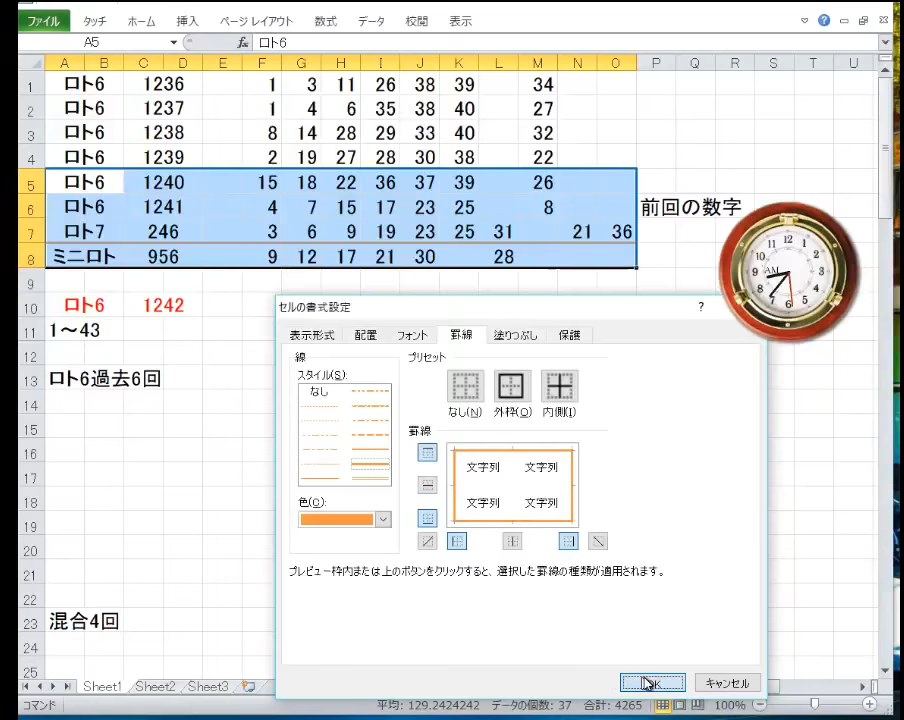 ファイル タッチ ホーム 挿入 ページ レイアウト 数式 データ 校閲 表示
A5 fx ロト6
A B C D E F G H I J K L M N O P Q R S T U
1 ロト6 1236 1 3 11 26 38 39 34
2 ロト6 1237 1 4 6 35 38 40 27
3 ロト6 1238 8 14 28 29 33 40 32
4 ロト6 1239 2 19 27 28 30 38 22
5 ロト6 1240 15 18 22 36 37 39 26
6 ロト6 1241 4 7 15 17 23 25 8 前回の数字
7 ロト7 246 3 6 9 19 23 25 31 21 36
8 ミニロト 956 9 12 17 21 30 28
9
10 ロト6 1242
11 1～43
12
13 ロト6過去6回
14
15
16
17
18
19
20
21
22
23 混合4回
24
25
12 1 2 3 4 5 6 7 8 9 10 11
AM
セルの書式設定 ?
表示形式 配置 フォント 罫線 塗りつぶし 保護
線
スタイル(S):
なし
色(C):
プリセット
なし(N) 外枠(O) 内側(I)
罫線
文字列 文字列
文字列 文字列
プレビュー枠内または上のボタンをクリックすると、選択した罫線の種類が適用されます。
OK キャンセル
Sheet1 Sheet2 Sheet3
コマンド 平均: 129.2424242 データの個数: 37 合計: 4265 100%